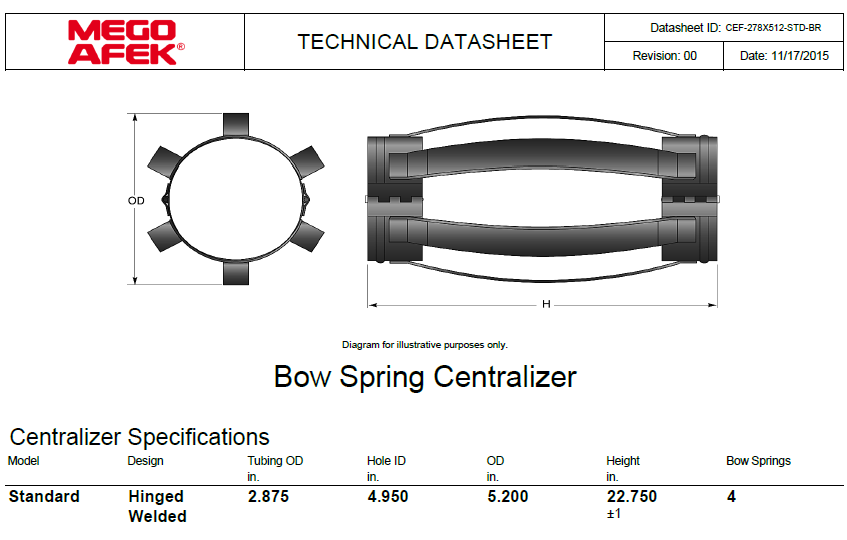 MEGO
AFEK®
TECHNICAL DATASHEET
Datasheet ID: CEF-278X512-STD-BR
Revision: 00
Date: 11/17/2015
OD
H
Diagram for illustrative purposes only.
Bow Spring Centralizer
Centralizer Specifications
Model Design Tubing OD Hole ID OD Height Bow Springs
in. in. in. in.
Standard Hinged 2.875 4.950 5.200 22.750 4
Welded ±1